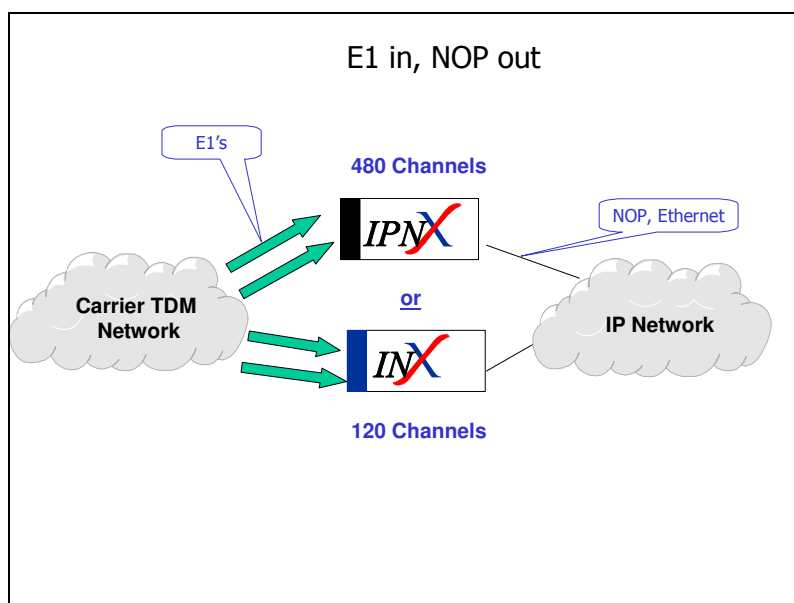 E1 in, NOP out
E1's
480 Channels
IPNX
NOP, Ethernet
Carrier TDM
Network
or
IP Network
INX
120 Channels